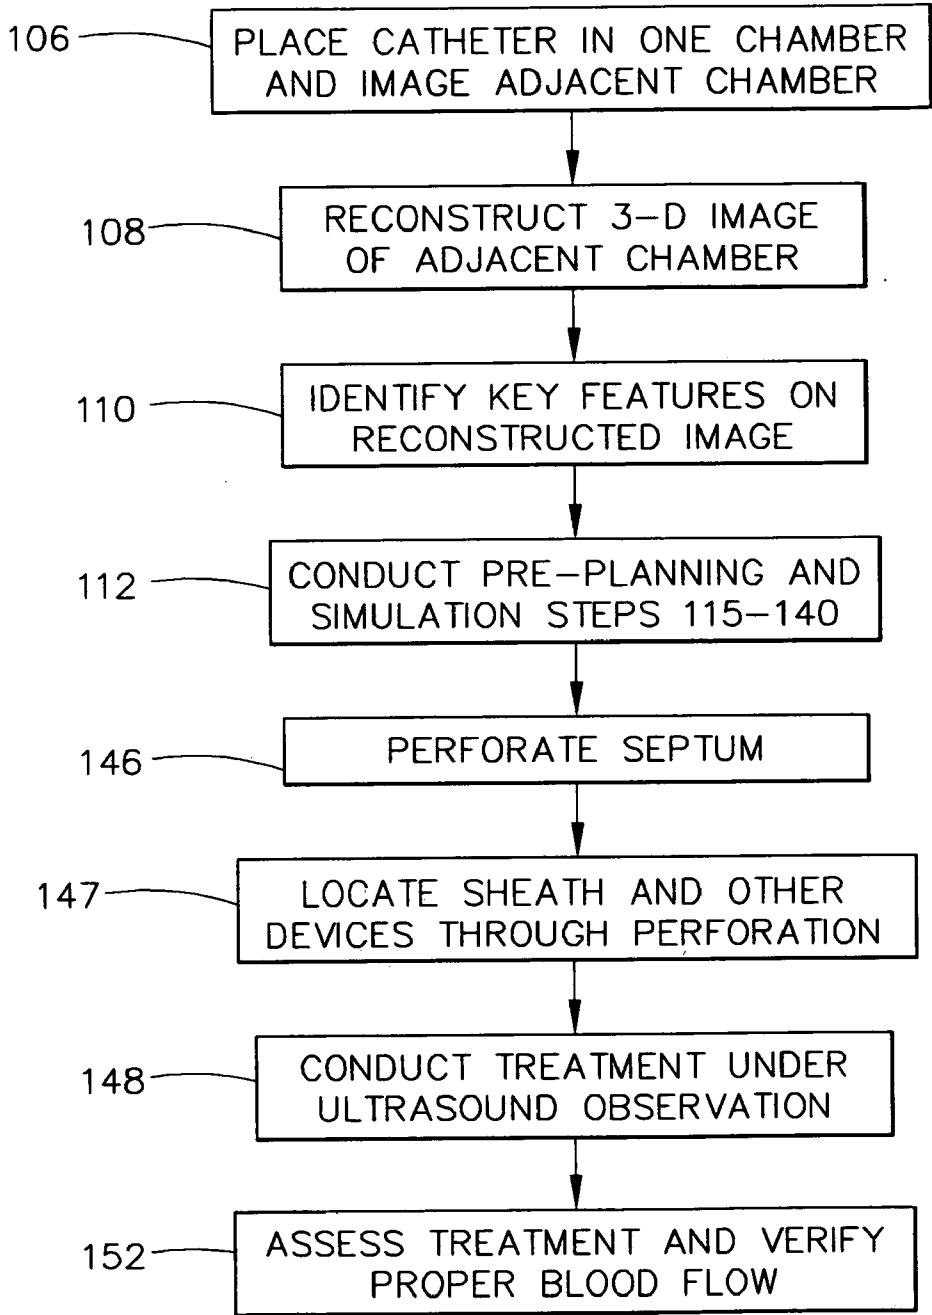 106
PLACE CATHETER IN ONE CHAMBER
AND IMAGE ADJACENT CHAMBER
108
RECONSTRUCT 3-D IMAGE
OF ADJACENT CHAMBER
110
IDENTIFY KEY FEATURES ON
RECONSTRUCTED IMAGE
112
CONDUCT PRE-PLANNING AND
SIMULATION STEPS 115-140
146
PERFORATE SEPTUM
147
LOCATE SHEATH AND OTHER
DEVICES THROUGH PERFORATION
148
CONDUCT TREATMENT UNDER
ULTRASOUND OBSERVATION
152
ASSESS TREATMENT AND VERIFY
PROPER BLOOD FLOW